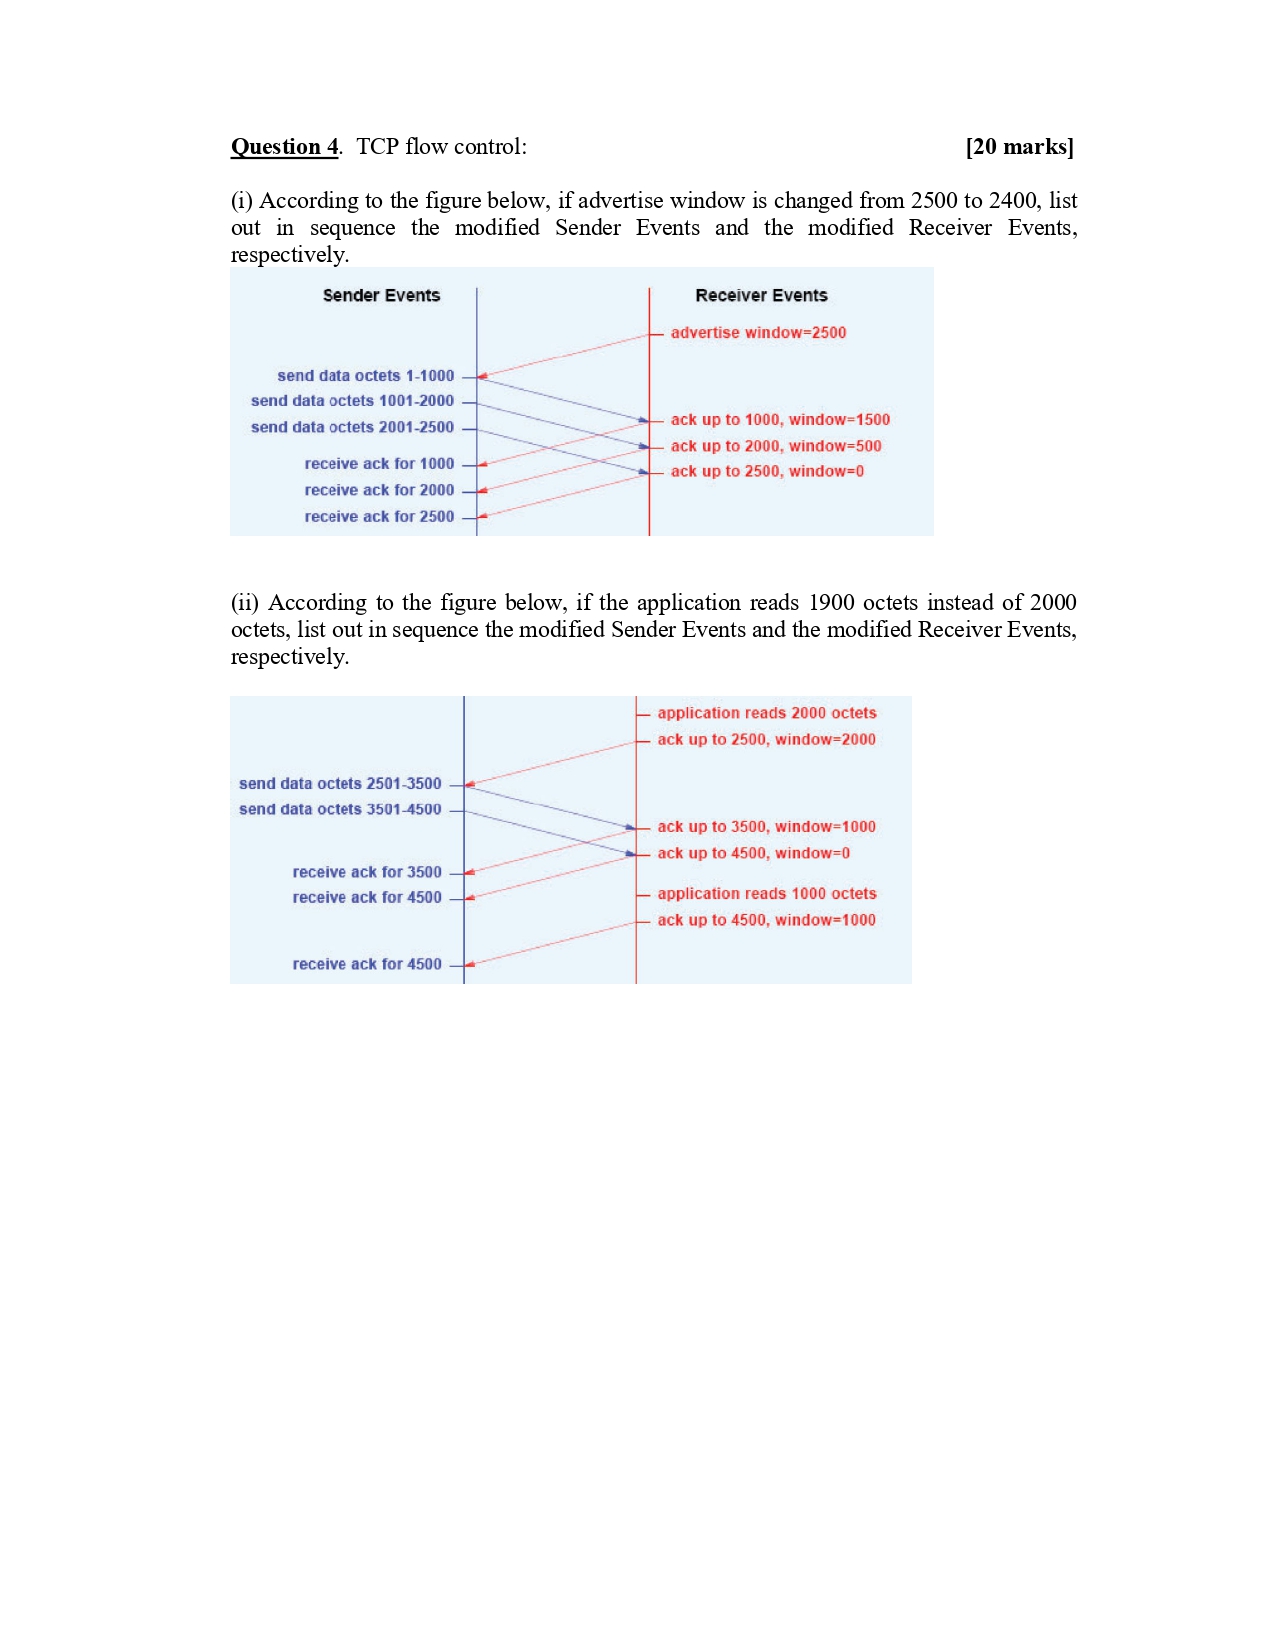 Question 4. TCP flow control: [20 marks]
(i) According to the figure below, if advertise window is changed from 2500 to 2400, list
out in sequence the modified Sender Events and the modified Receiver Events,
respectively.
Sender Events Receiver Events
advertise window=2500
send data octets 1-1000
send data octets 1001-2000
ack up to 1000, window=1500
send data octets 2001-2500
ack up to 2000, window=500
receive ack for 1000
ack up to 2500, window=0
receive ack for 2000
receive ack for 2500
(ii) According to the figure below, if the application reads 1900 octets instead of 2000
octets, list out in sequence the modified Sender Events and the modified Receiver Events,
respectively.
application reads 2000 octets
ack up to 2500, window=2000
send data octets 2501-3500
send data octets 3501-4500
ack up to 3500, window=1000
ack up to 4500, window=0
receive ack for 3500
application reads 1000 octets
receive ack for 4500
ack up to 4500, window=1000
receive ack for 4500